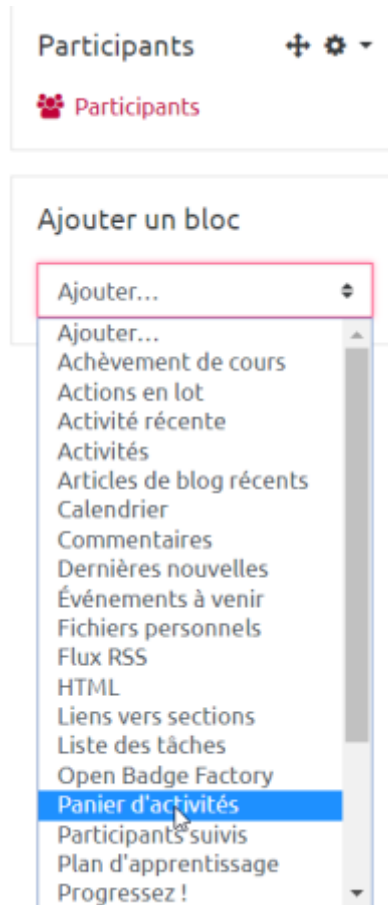 Participants
Participants
Ajouter un bloc
Ajouter...
Ajouter...
Achèvement de cours
Actions en lot
Activité récente
Activités
Articles de blog récents
Calendrier
Commentaires
Dernières nouvelles
Événements à venir
Fichiers personnels
Flux RSS
HTML
Liens vers sections
Liste des tâches
Open Badge Factory
Panier d'activités
Participants suivis
Plan d'apprentissage
Progressez !